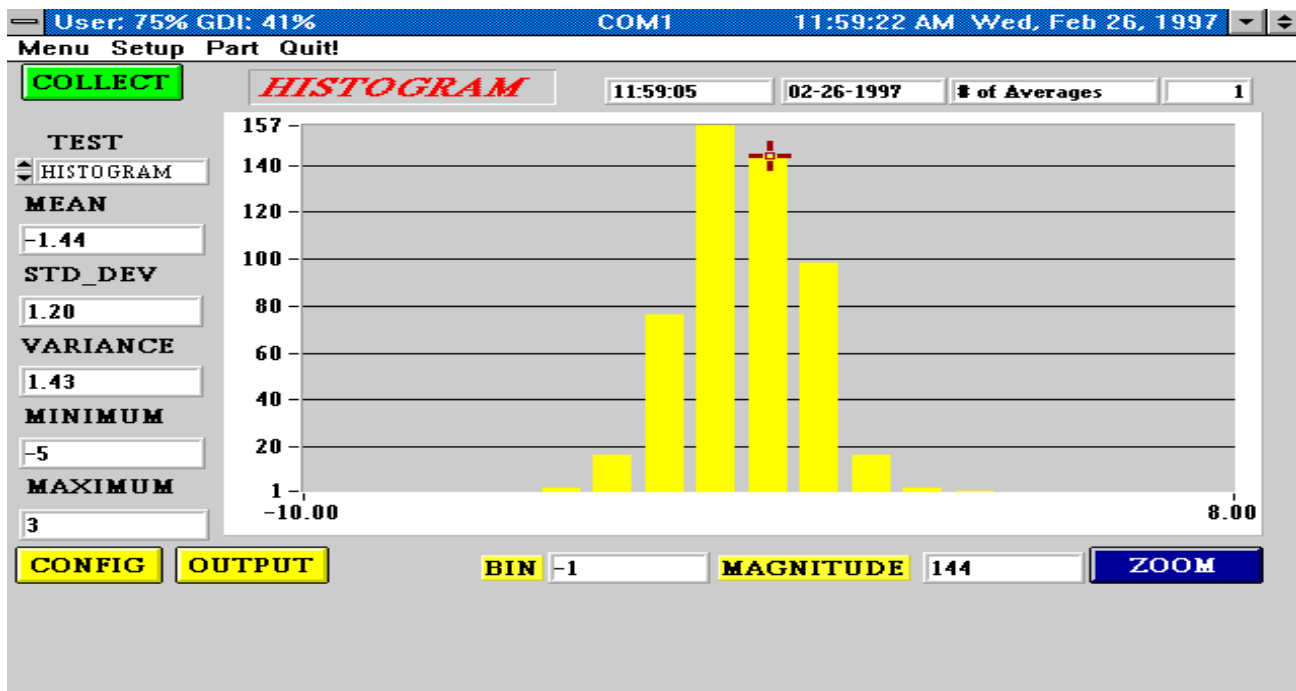 User: 75% GDI: 41% COM1 11:59:22 AM Wed, Feb 26, 1997
Menu Setup Part Quit!
COLLECT HISTOGRAM 11:59:05 02-26-1997 # of Averages 1
TEST
HISTOGRAM
MEAN
-1.44
STD_DEV
1.20
VARIANCE
1.43
MINIMUM
-5
MAXIMUM
3
157
140
120
100
80
60
40
20
1
-10.00 8.00
CONFIG OUTPUT BIN -1 MAGNITUDE 144 ZOOM